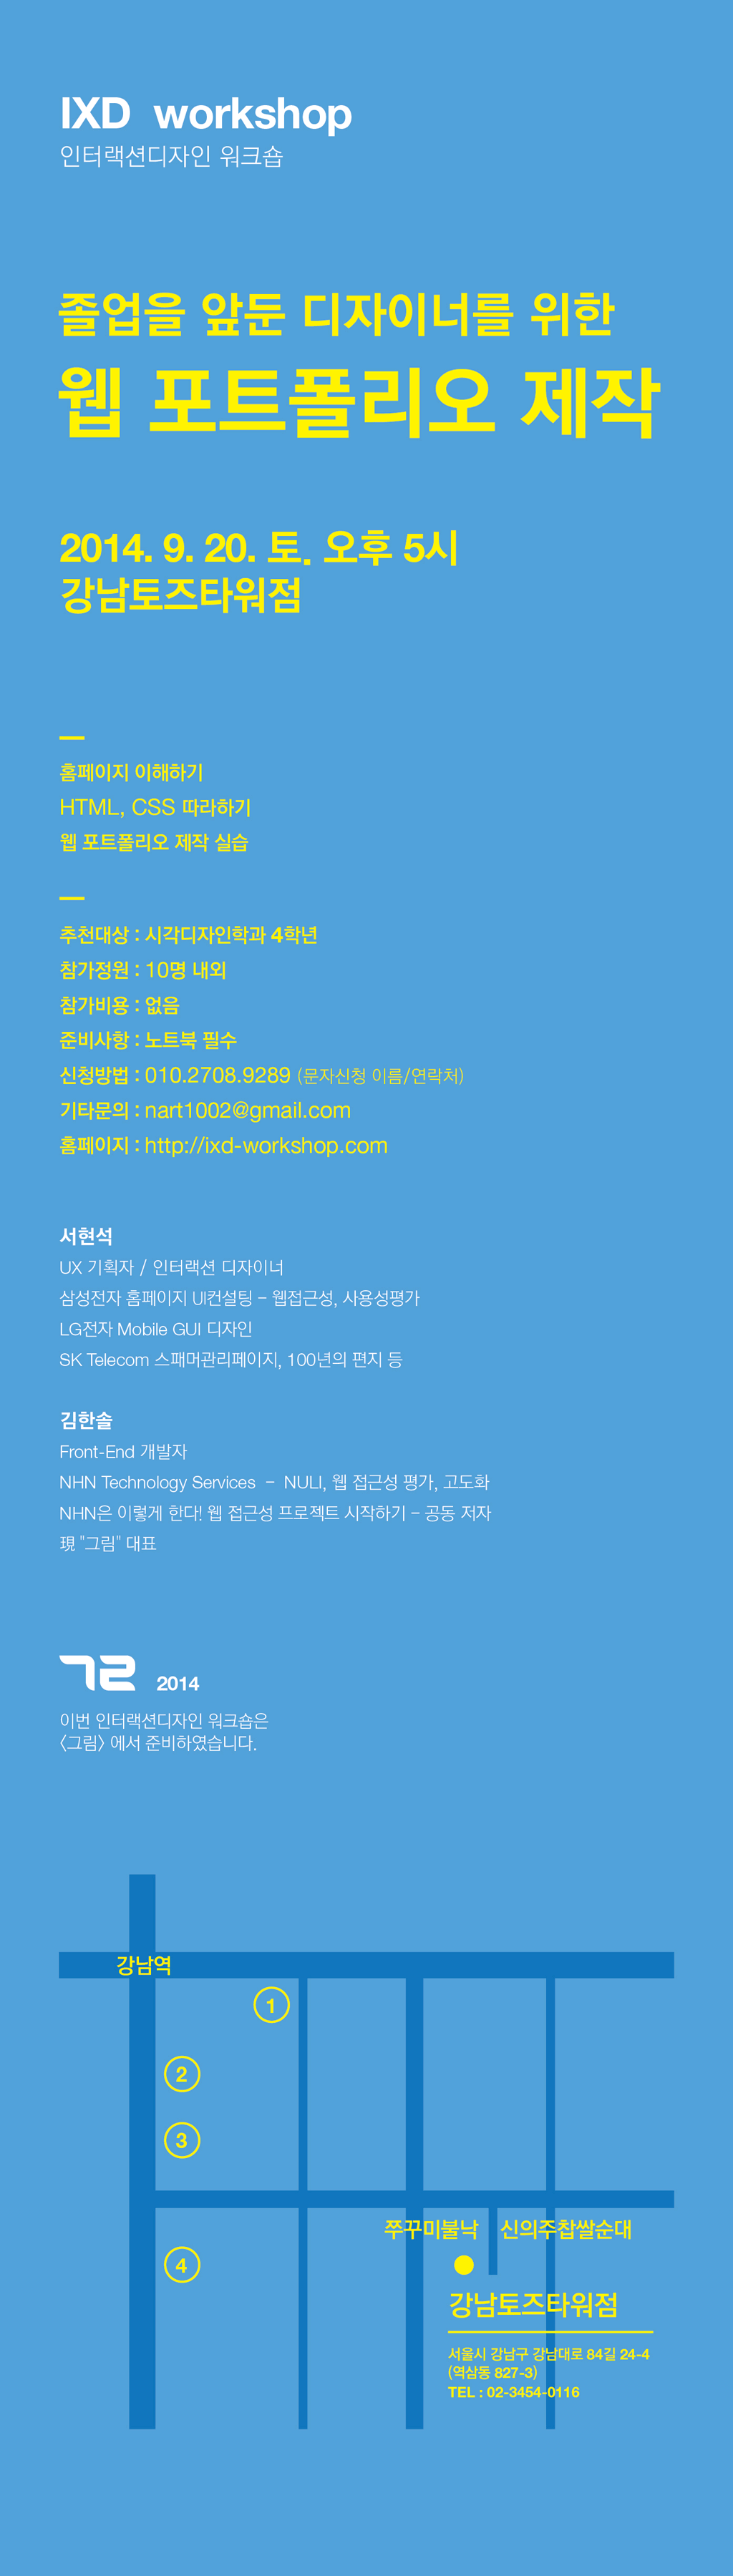 IXD workshop
인터랙션디자인 워크숍
졸업을 앞둔 디자이너를 위한
웹 포트폴리오 제작
2014. 9. 20. 토. 오후 5시
강남토즈타워점
홈페이지 이해하기
HTML, CSS 따라하기
웹 포트폴리오 제작 실습
추천대상 : 시각디자인학과 4학년
참가정원 : 10명 내외
참가비용 : 없음
준비사항 : 노트북 필수
신청방법 : 010.2708.9289 (문자신청 이름/연락처)
기타문의 : nart1002@gmail.com
홈페이지 : http://ixd-workshop.com
서현석
UX 기획자 / 인터랙션 디자이너
삼성전자 홈페이지 UI컨설팅 – 웹접근성, 사용성평가
LG전자 Mobile GUI 디자인
SK Telecom 스패머관리페이지, 100년의 편지 등
김한솔
Front-End 개발자
NHN Technology Services – NULI, 웹 접근성 평가, 고도화
NHN은 이렇게 한다! 웹 접근성 프로젝트 시작하기 – 공동 저자
現 "그림" 대표
2014
이번 인터랙션디자인 워크숍은
〈그림〉 에서 준비하였습니다.
강남역
1
2
3
4
쭈꾸미불낙 신의주찹쌀순대
강남토즈타워점
서울시 강남구 강남대로 84길 24-4
(역삼동 827-3)
TEL : 02-3454-0116